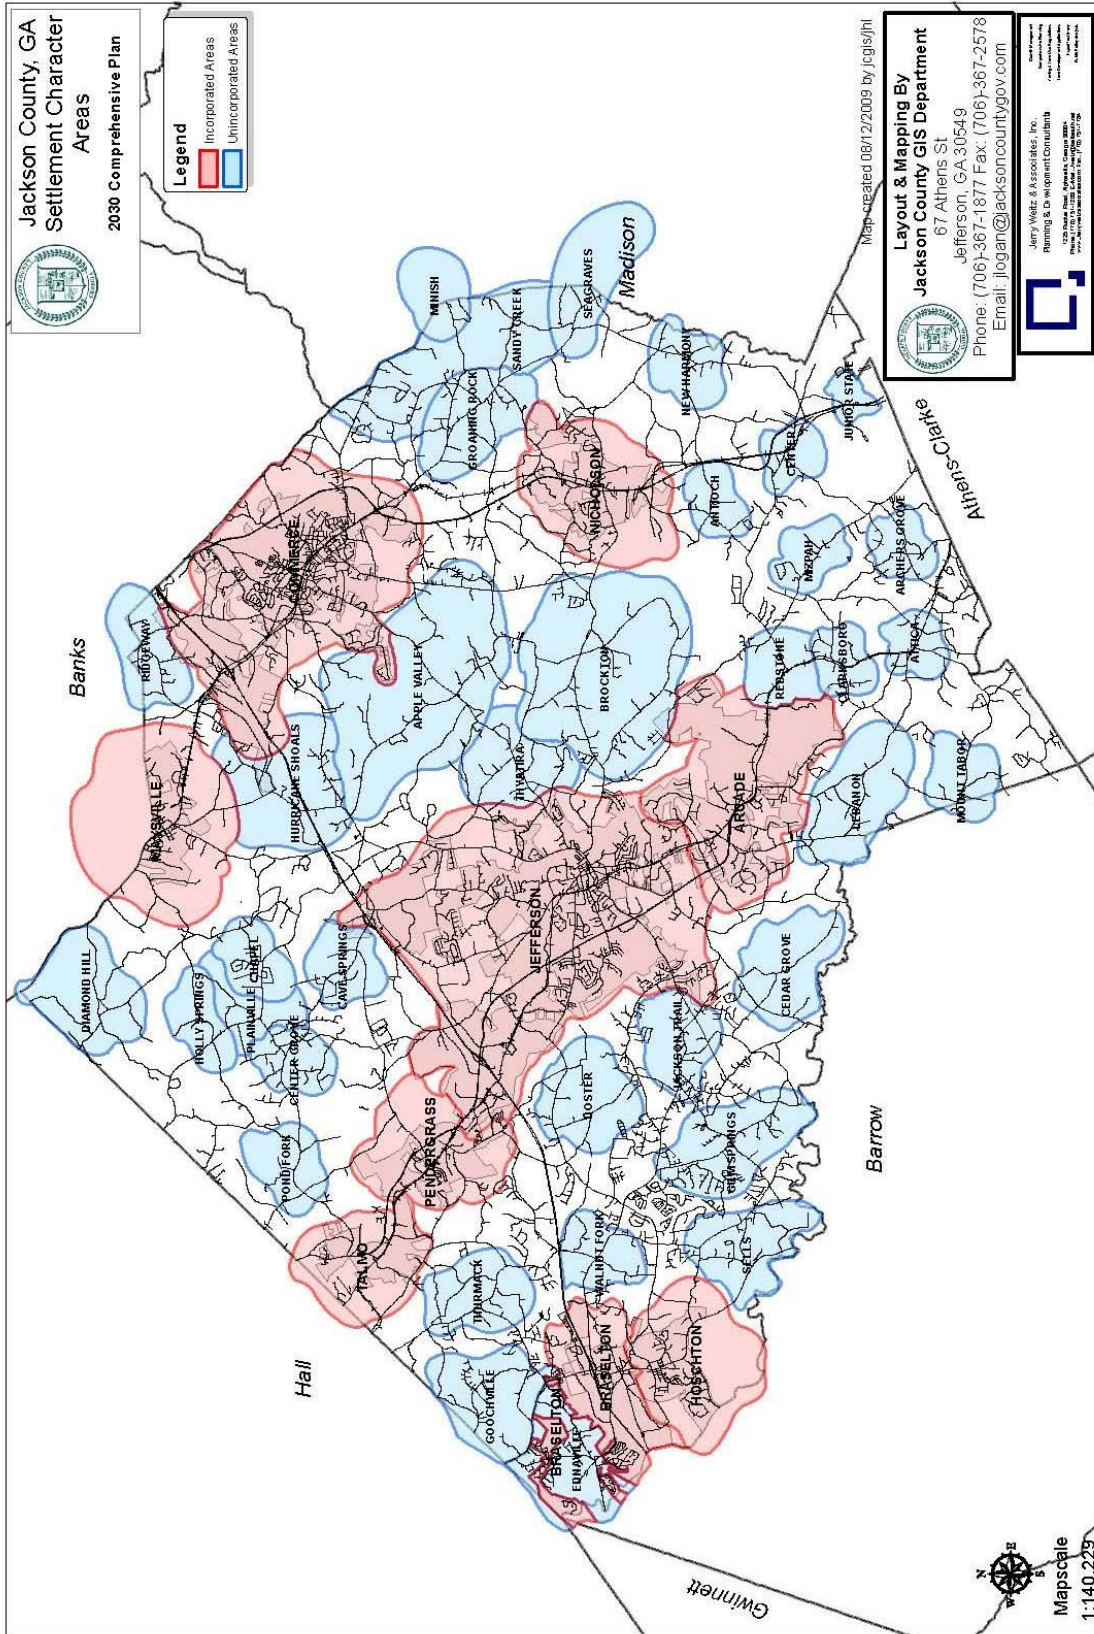 Jackson County, GA
Settlement Character
Areas
2030 Comprehensive Plan
Legend
Incorporated Areas
Unincorporated Areas
Banks
Hall
Madison
Barrow
Gwinnett
Athens/Clarke
DIAMOND HILL
MAYSVILLE
RIDGEWAY
HOLLY SPRINGS
PLAINVILLE
CHAPEL
CENTER GROVE
CAVE SPRINGS
POND FORK
HURRICANE SHOALS
COMMERCE
APPLE VALLEY
MINISH
SANDY CREEK
GROANING ROCK
SEAGRAVES
TALMO
PENDERGRASS
JEFFERSON
THYATIRA
BROCKTON
NICHOLSON
NEW HARMONY
THURMACK
GOOCHVILLE
BRASELTON
EDNAVILLE
BRASELTON
WALNUT FORK
DOSTER
JACKSON TRAIL
ARCADE
REDSTONE
ANTIOCH
CENTER
MIZPAH
HOSCHTON
SELLS
GUM SPRINGS
CEDAR GROVE
LEBANON
CLARKSBORO
ATTICA
ARCHERS GROVE
JUNIOR STATE
MOUNT TABOR
Map created 08/12/2009 by jcgis/jhl
Layout & Mapping By
Jackson County GIS Department
67 Athens St
Jefferson, GA 30549
Phone: (706)-367-1877 Fax: (706)-367-2578
Email: jlogan@jacksoncountygov.com
Jerry Weitz & Associates, Inc.
Planning & Development Consultants
N
W
E
S
Mapscale
1:140,229